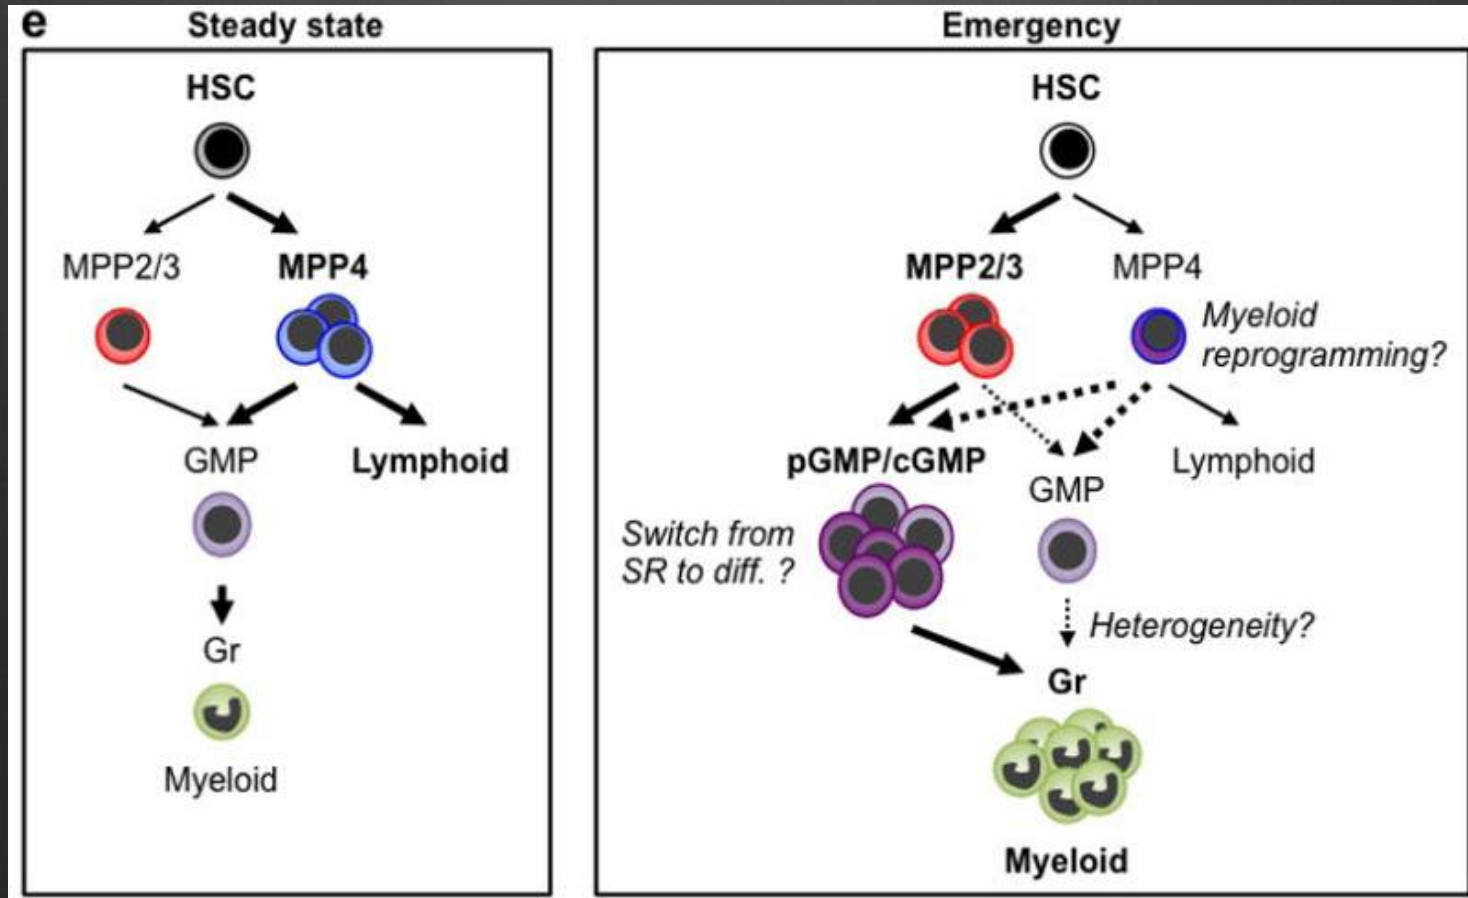 e
Steady state
HSC
MPP2/3
MPP4
GMP
Lymphoid
Gr
Myeloid
Emergency
HSC
MPP2/3
MPP4
Myeloid
reprogramming?
pGMP/cGMP
GMP
Lymphoid
Switch from
SR to diff. ?
Heterogeneity?
Gr
Myeloid